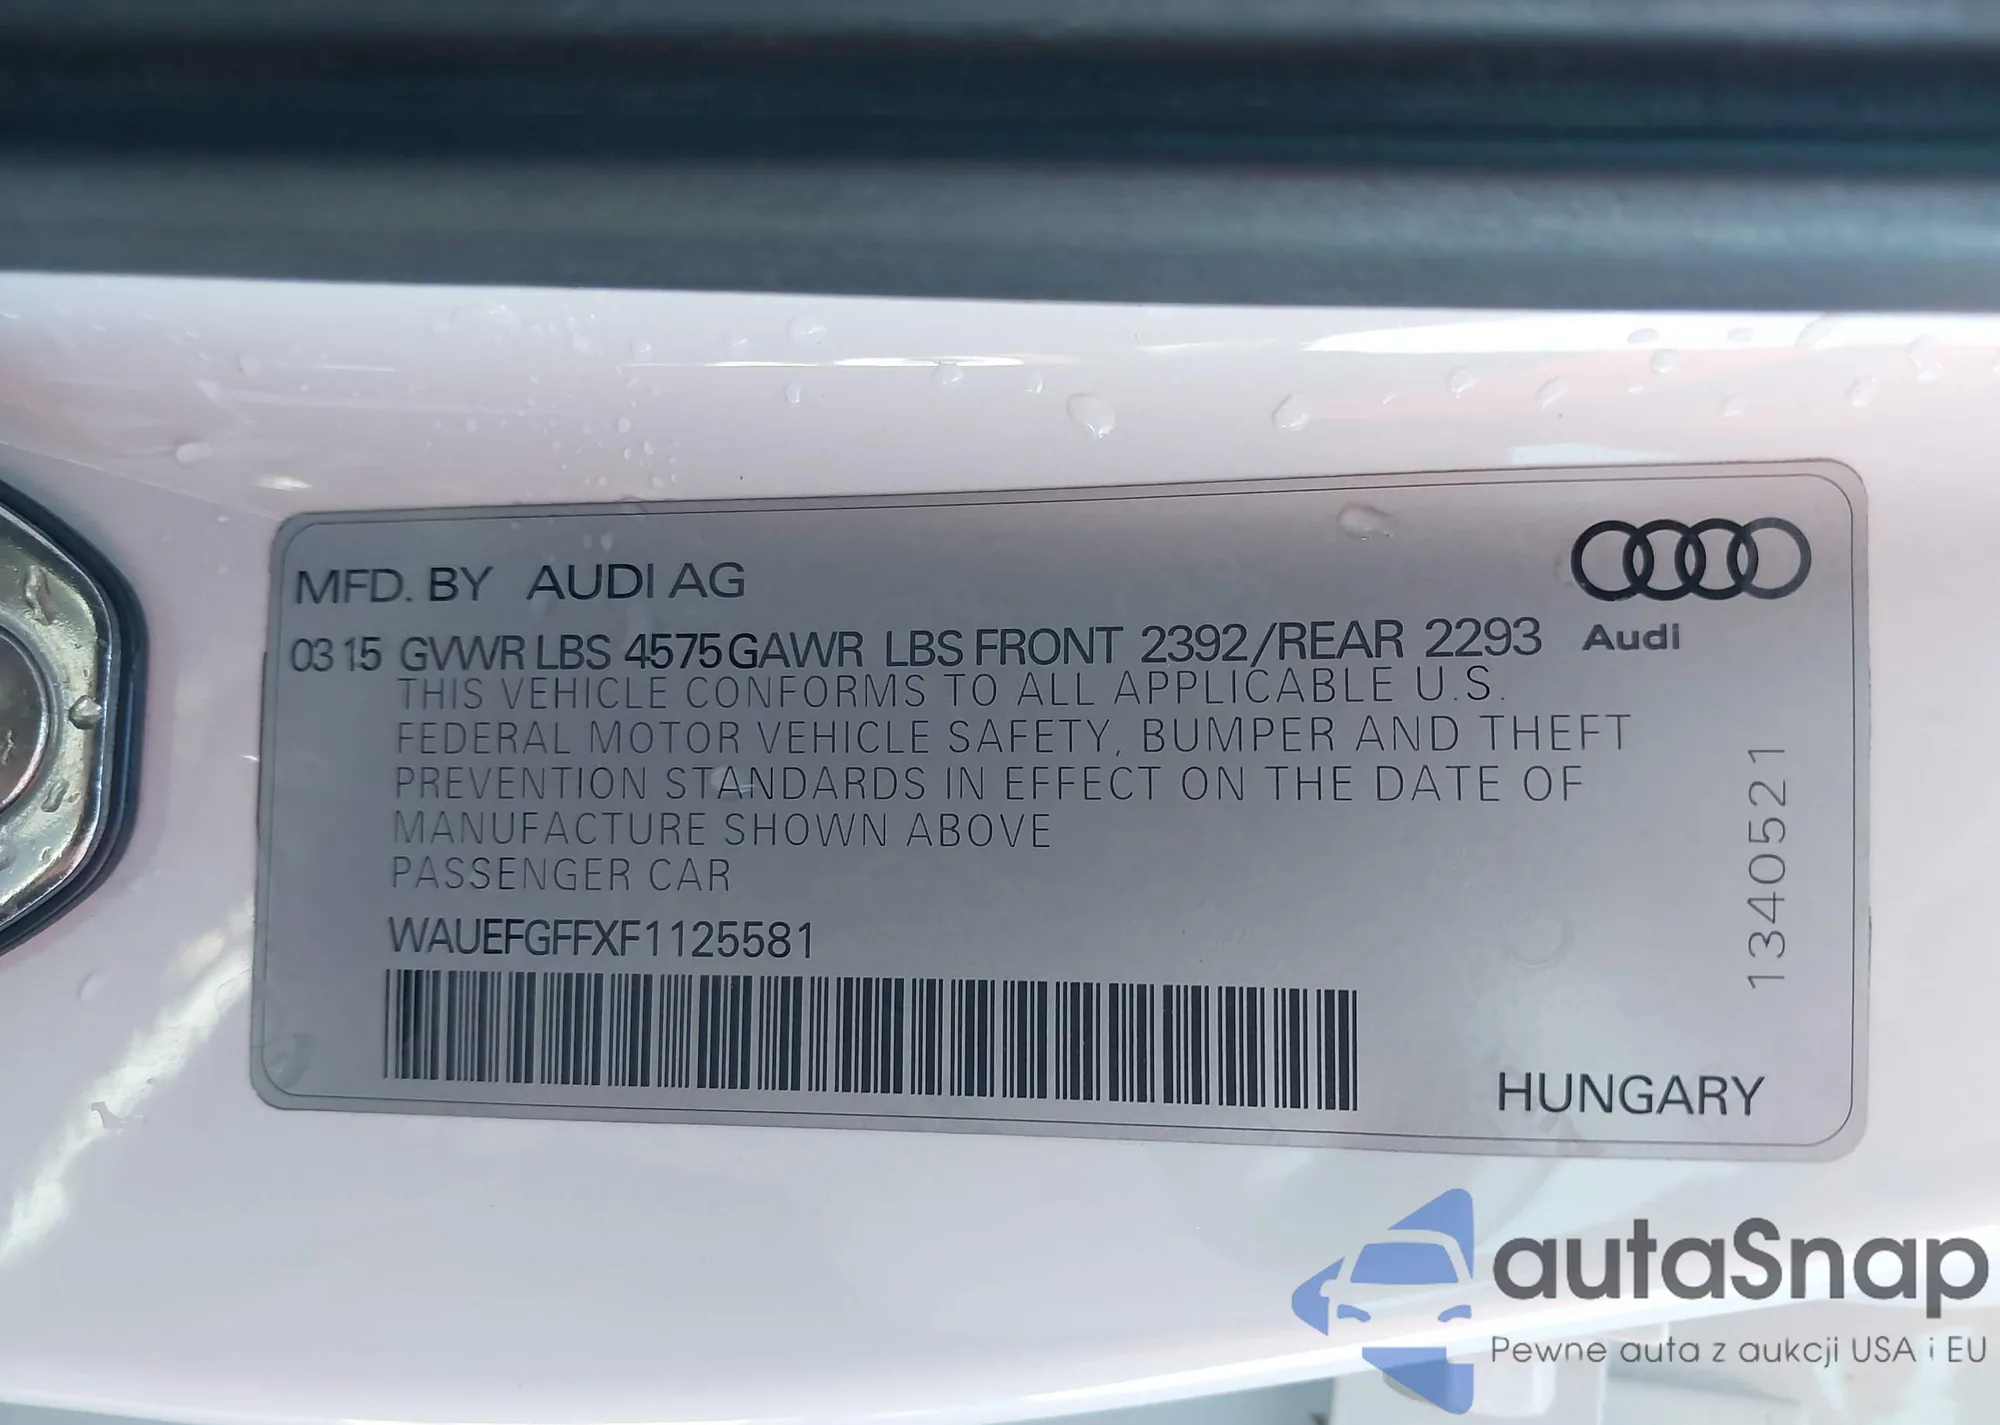 MFD. BY AUDI AG
03 15 GVWR LBS 4575 GAWR LBS FRONT 2392/REAR 2293 Audi
THIS VEHICLE CONFORMS TO ALL APPLICABLE U.S.
FEDERAL MOTOR VEHICLE SAFETY, BUMPER AND THEFT
PREVENTION STANDARDS IN EFFECT ON THE DATE OF
MANUFACTURE SHOWN ABOVE
PASSENGER CAR
WAUEFGFFXF1125581
1340521
HUNGARY
autaSnap
Pewne auta z aukcji USA i EU